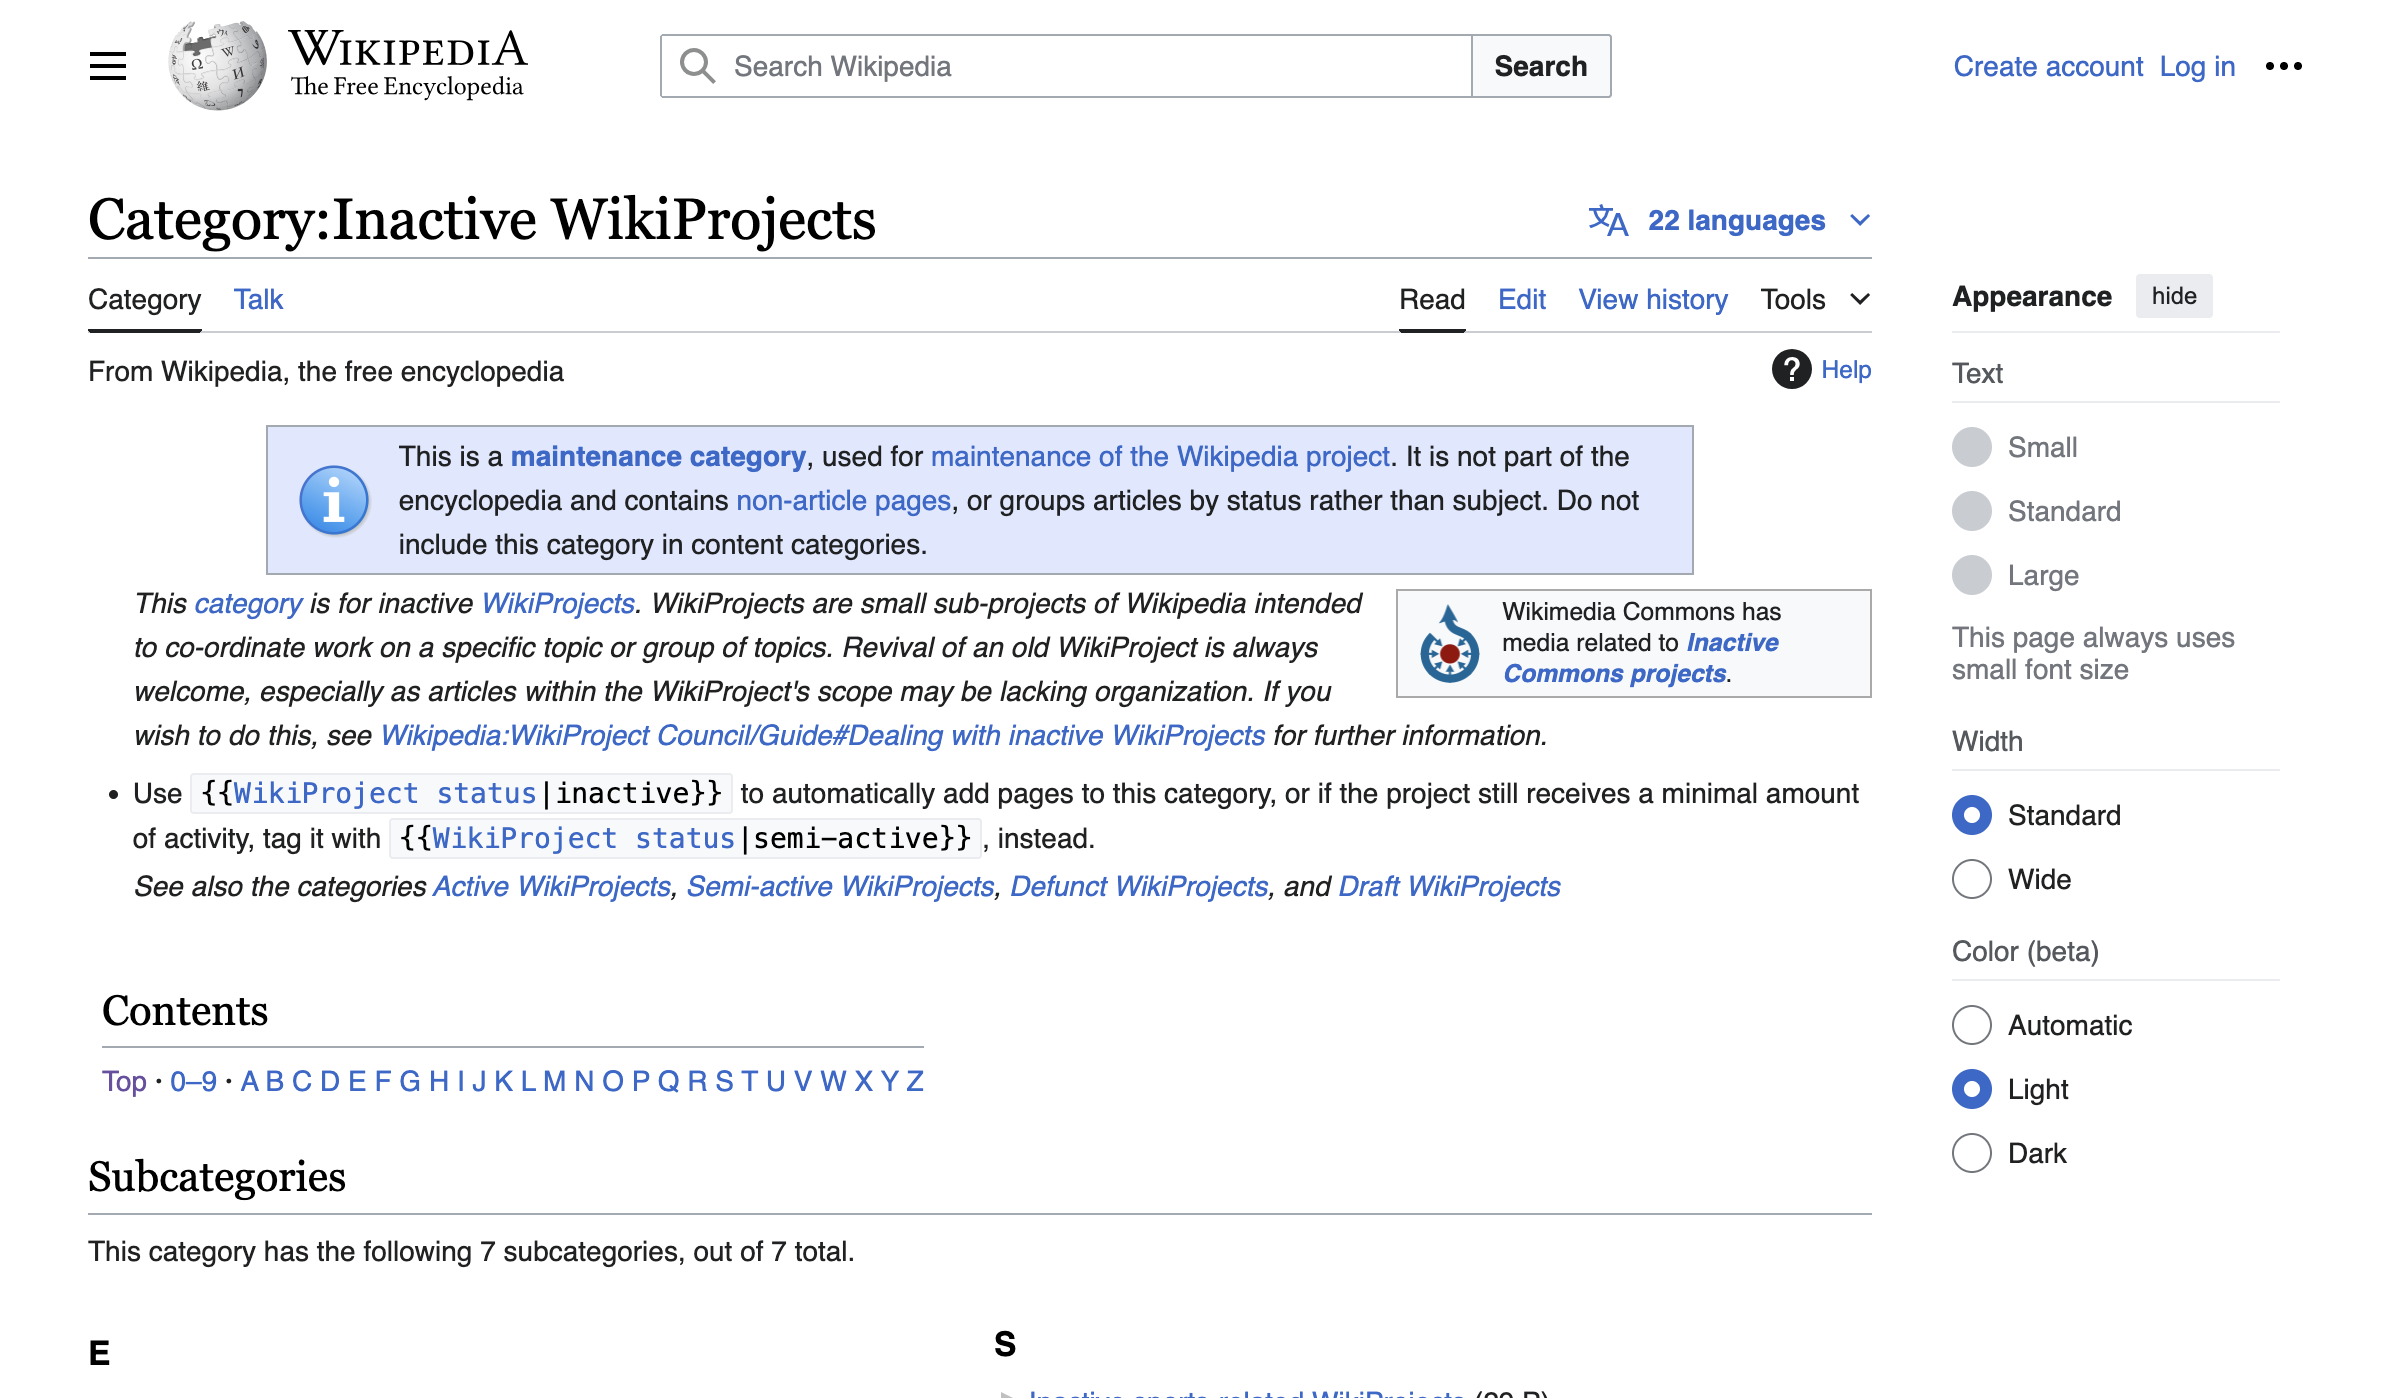 WIKIPEDIA
The Free Encyclopedia
Search Wikipedia
Search
Create account Log in
Category:Inactive WikiProjects
22 languages
Category Talk
Read Edit View history Tools
From Wikipedia, the free encyclopedia
Help
This is a maintenance category, used for maintenance of the Wikipedia project. It is not part of the
encyclopedia and contains non-article pages, or groups articles by status rather than subject. Do not
include this category in content categories.
This category is for inactive WikiProjects. WikiProjects are small sub-projects of Wikipedia intended
to co-ordinate work on a specific topic or group of topics. Revival of an old WikiProject is always
welcome, especially as articles within the WikiProject's scope may be lacking organization. If you
wish to do this, see Wikipedia:WikiProject Council/Guide#Dealing with inactive WikiProjects for further information.
Wikimedia Commons has
media related to Inactive
Commons projects.
• Use {{WikiProject status|inactive}} to automatically add pages to this category, or if the project still receives a minimal amount
of activity, tag it with {{WikiProject status|semi-active}}, instead.
See also the categories Active WikiProjects, Semi-active WikiProjects, Defunct WikiProjects, and Draft WikiProjects
Contents
Top · 0–9 · A B C D E F G H I J K L M N O P Q R S T U V W X Y Z
Subcategories
This category has the following 7 subcategories, out of 7 total.
E
S
Inactive sports-related WikiProjects
Appearance hide
Text
Small
Standard
Large
This page always uses
small font size
Width
Standard
Wide
Color (beta)
Automatic
Light
Dark